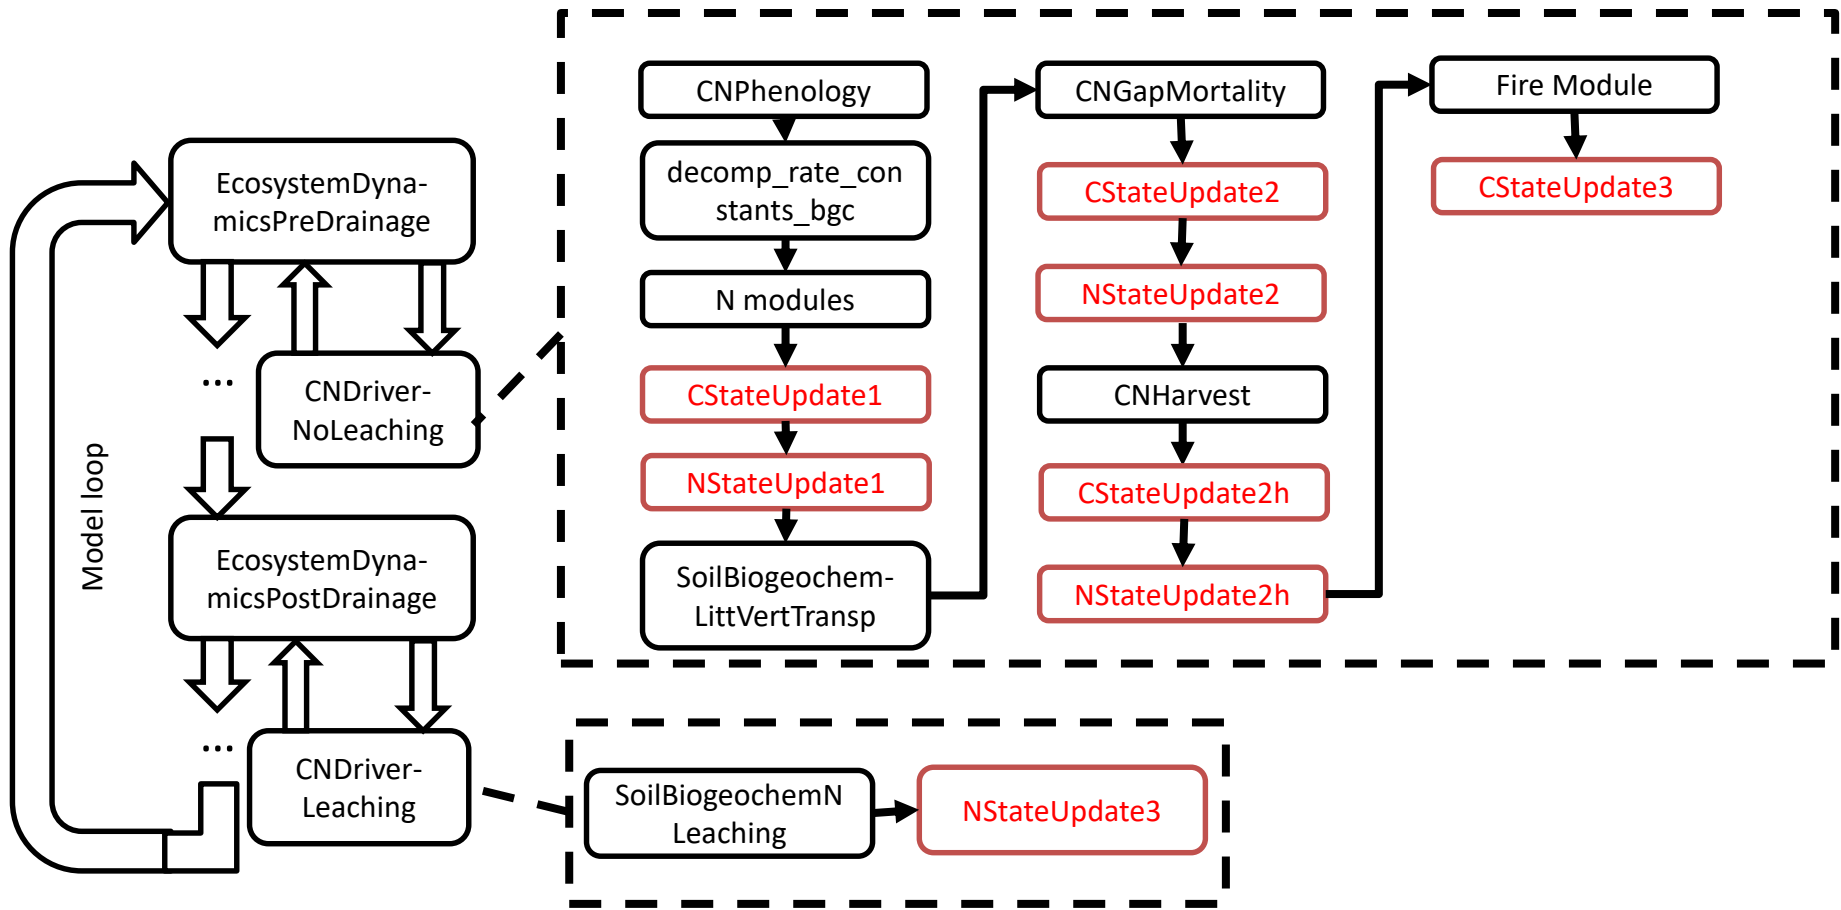 EcosystemDyna-
micsPreDrainage
...
CNDriver-
NoLeaching
Model loop
EcosystemDyna-
micsPostDrainage
...
CNDriver-
Leaching
CNPhenology
decomp_rate_con
stants_bgc
N modules
CStateUpdate1
NStateUpdate1
SoilBiogeochem-
LittVertTransp
CNGapMortality
CStateUpdate2
NStateUpdate2
CNHarvest
CStateUpdate2h
NStateUpdate2h
Fire Module
CStateUpdate3
SoilBiogeochemN
Leaching
NStateUpdate3